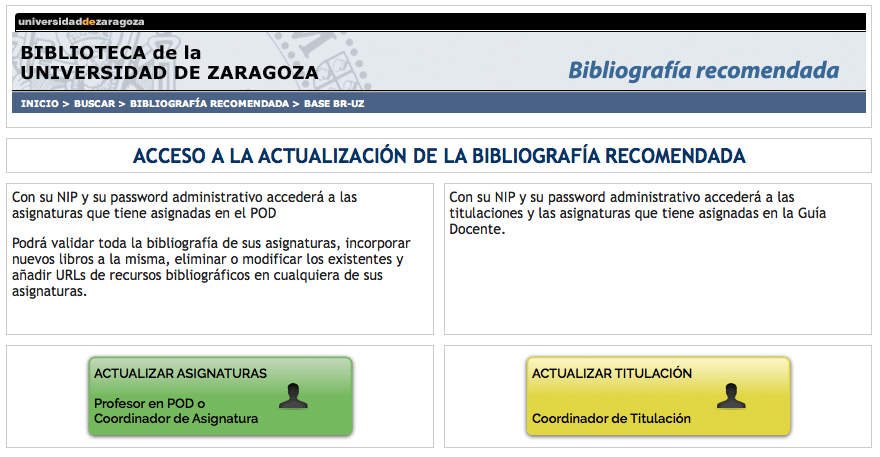 universidaddezaragoza
BIBLIOTECA de la
UNIVERSIDAD DE ZARAGOZA
Bibliografía recomendada
INICIO > BUSCAR > BIBLIOGRAFÍA RECOMENDADA > BASE BR-UZ
ACCESO A LA ACTUALIZACIÓN DE LA BIBLIOGRAFÍA RECOMENDADA
Con su NIP y su password administrativo accederá a las
asignaturas que tiene asignadas en el POD
Podrá validar toda la bibliografía de sus asignaturas, incorporar
nuevos libros a la misma, eliminar o modificar los existentes y
añadir URLs de recursos bibliográficos en cualquiera de sus
asignaturas.
Con su NIP y su password administrativo accederá a las
titulaciones y las asignaturas que tiene asignadas en la Guía
Docente.
ACTUALIZAR ASIGNATURAS
Profesor en POD o
Coordinador de Asignatura
ACTUALIZAR TITULACIÓN
Coordinador de Titulación